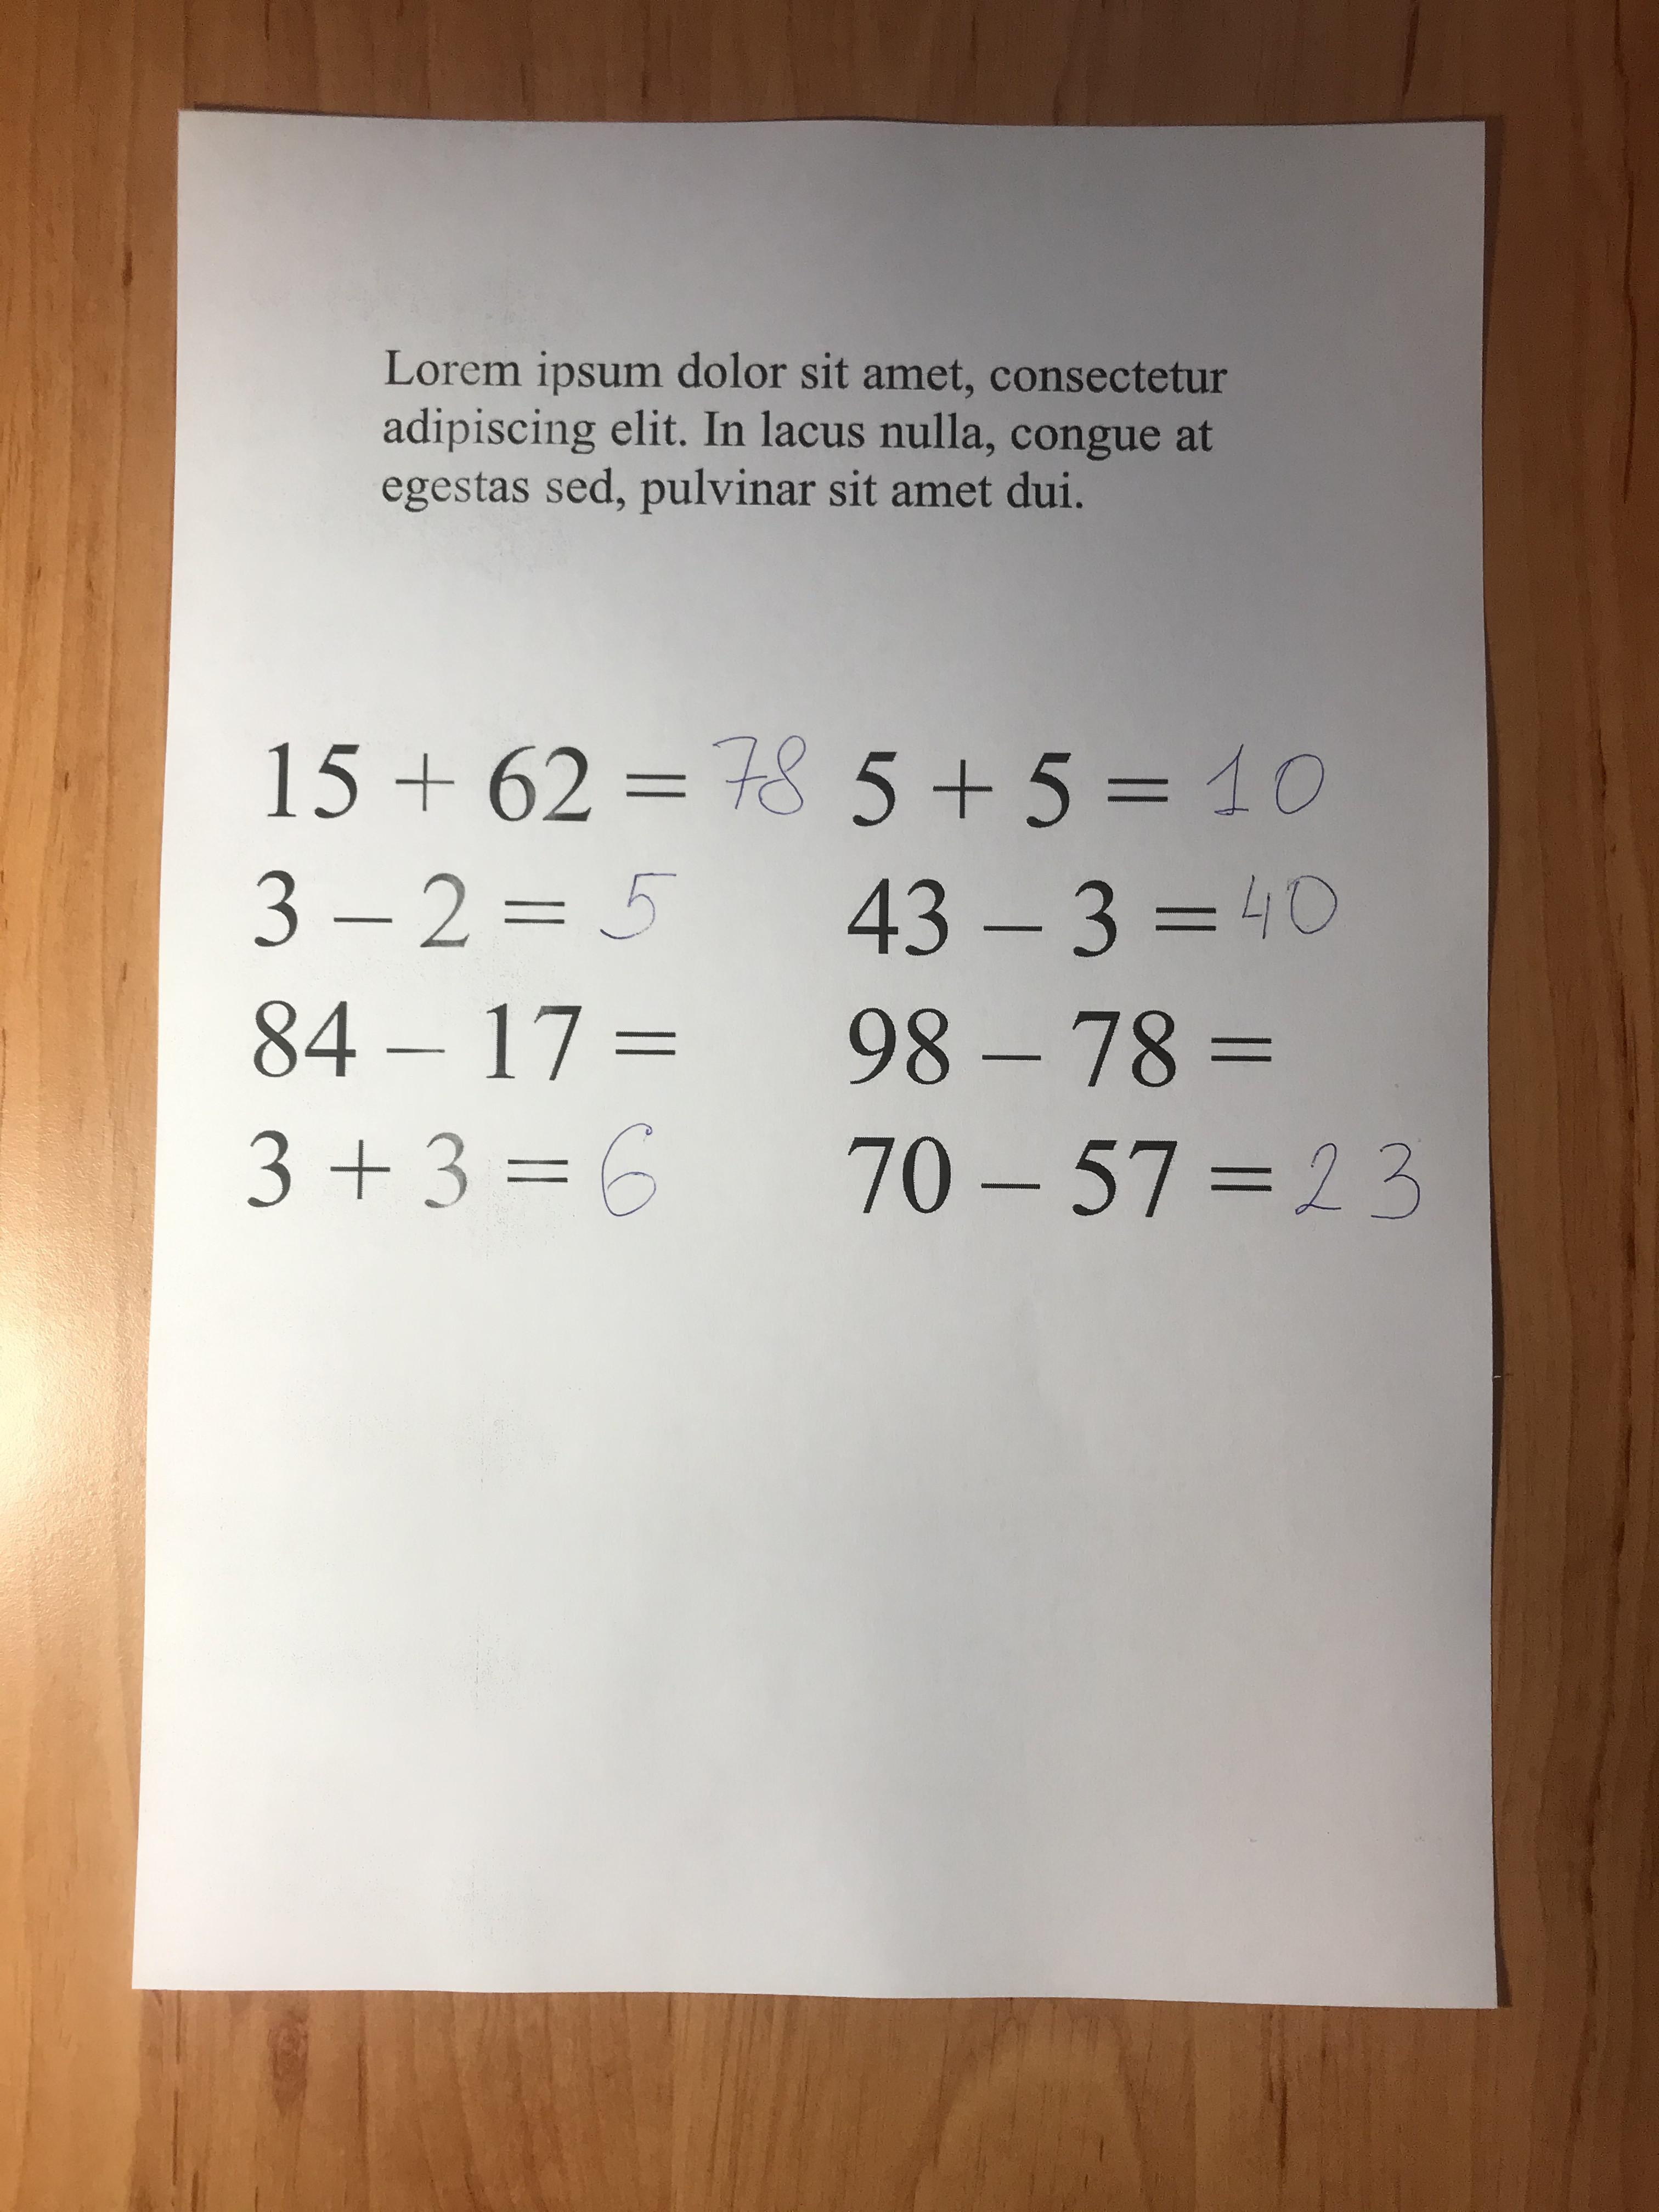 Lorem ipsum dolor sit amet, consectetur
adipiscing elit. In lacus nulla, congue at
egestas sed, pulvinar sit amet dui.
15 + 62 = 78
3 – 2 = 5
84 – 17 =
3 + 3 = 6
5 + 5 = 10
43 – 3 = 40
98 – 78 =
70 – 57 = 23